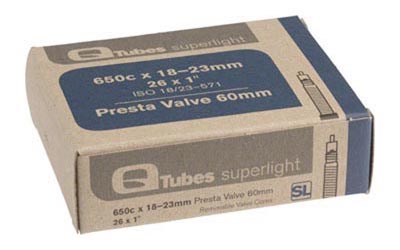 Q Tubes superlight
650c x 18–23mm
26 x 1"
ISO 18/23-571
Presta Valve 60mm
Q Tubes superlight
650c x 18–23mm Presta Valve 60mm
Removable Valve Cores
26 x 1"
SL